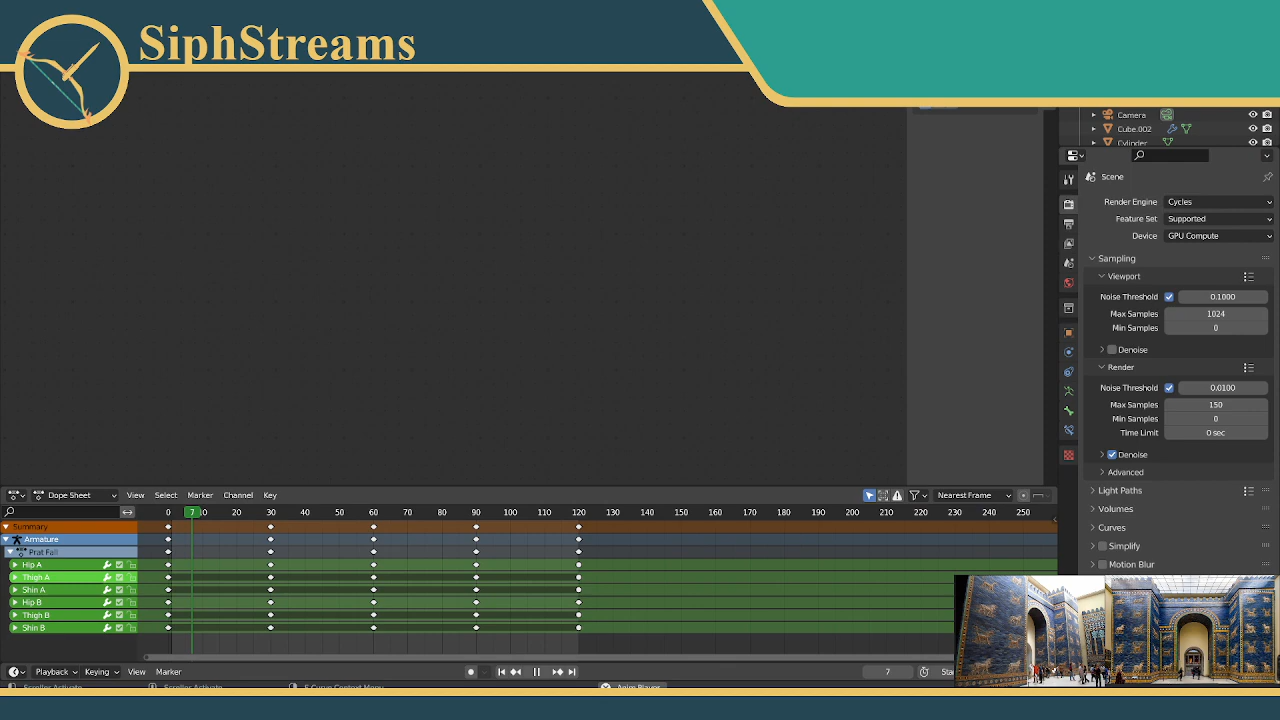 SiphStreams
Camera
Cube.002
Cylinder
Scene
Render Engine Cycles
Feature Set Supported
Device GPU Compute
Sampling
Viewport
Noise Threshold 0.1000
Max Samples 1024
Min Samples 0
Denoise
Render
Noise Threshold 0.0100
Max Samples 150
Min Samples 0
Time Limit 0 sec
Denoise
Advanced
Light Paths
Volumes
Curves
Simplify
Motion Blur
Dope Sheet View Select Marker Channel Key Nearest Frame
0 7 10 20 30 40 50 60 70 80 90 100 110 120 130 140 150 160 170 180 190 200 210 220 230 240 250
Summary
Armature
Prat Fall
Hip A
Thigh A
Shin A
Hip B
Thigh B
Shin B
Playback Keying View Marker 7 Sta